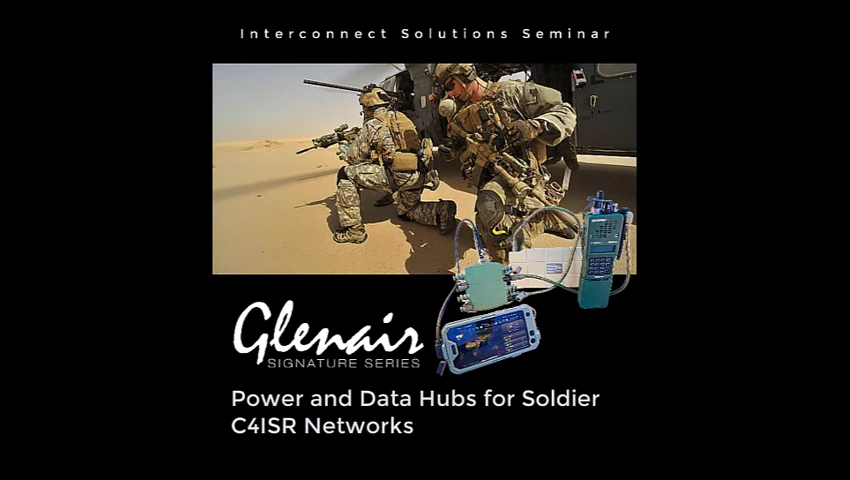 Interconnect Solutions Seminar
Glenair
SIGNATURE SERIES
Power and Data Hubs for Soldier
C4ISR Networks